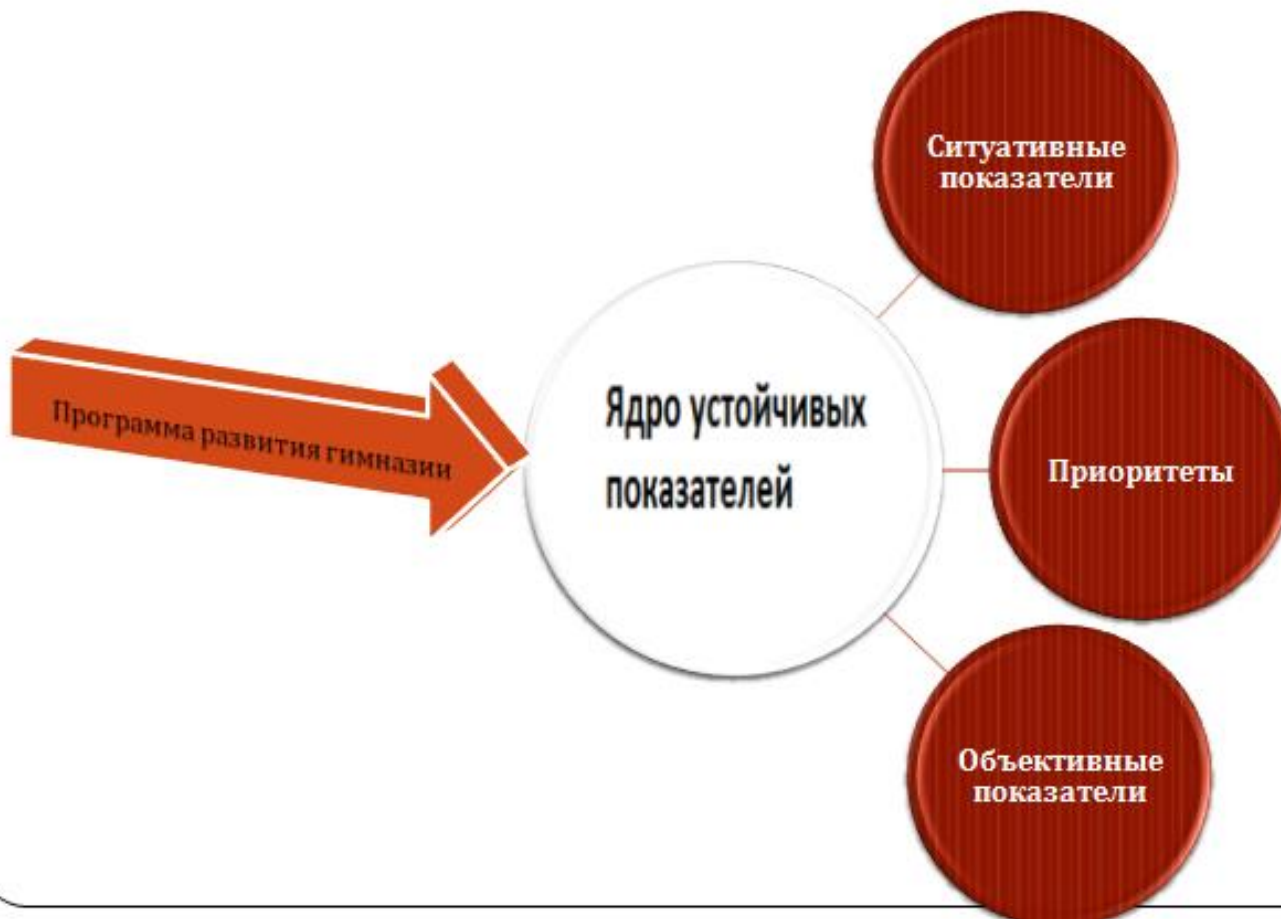 Ситуативные
показатели
Программа развития гимназии
Ядро устойчивых
показателей
Приоритеты
Объективные
показатели